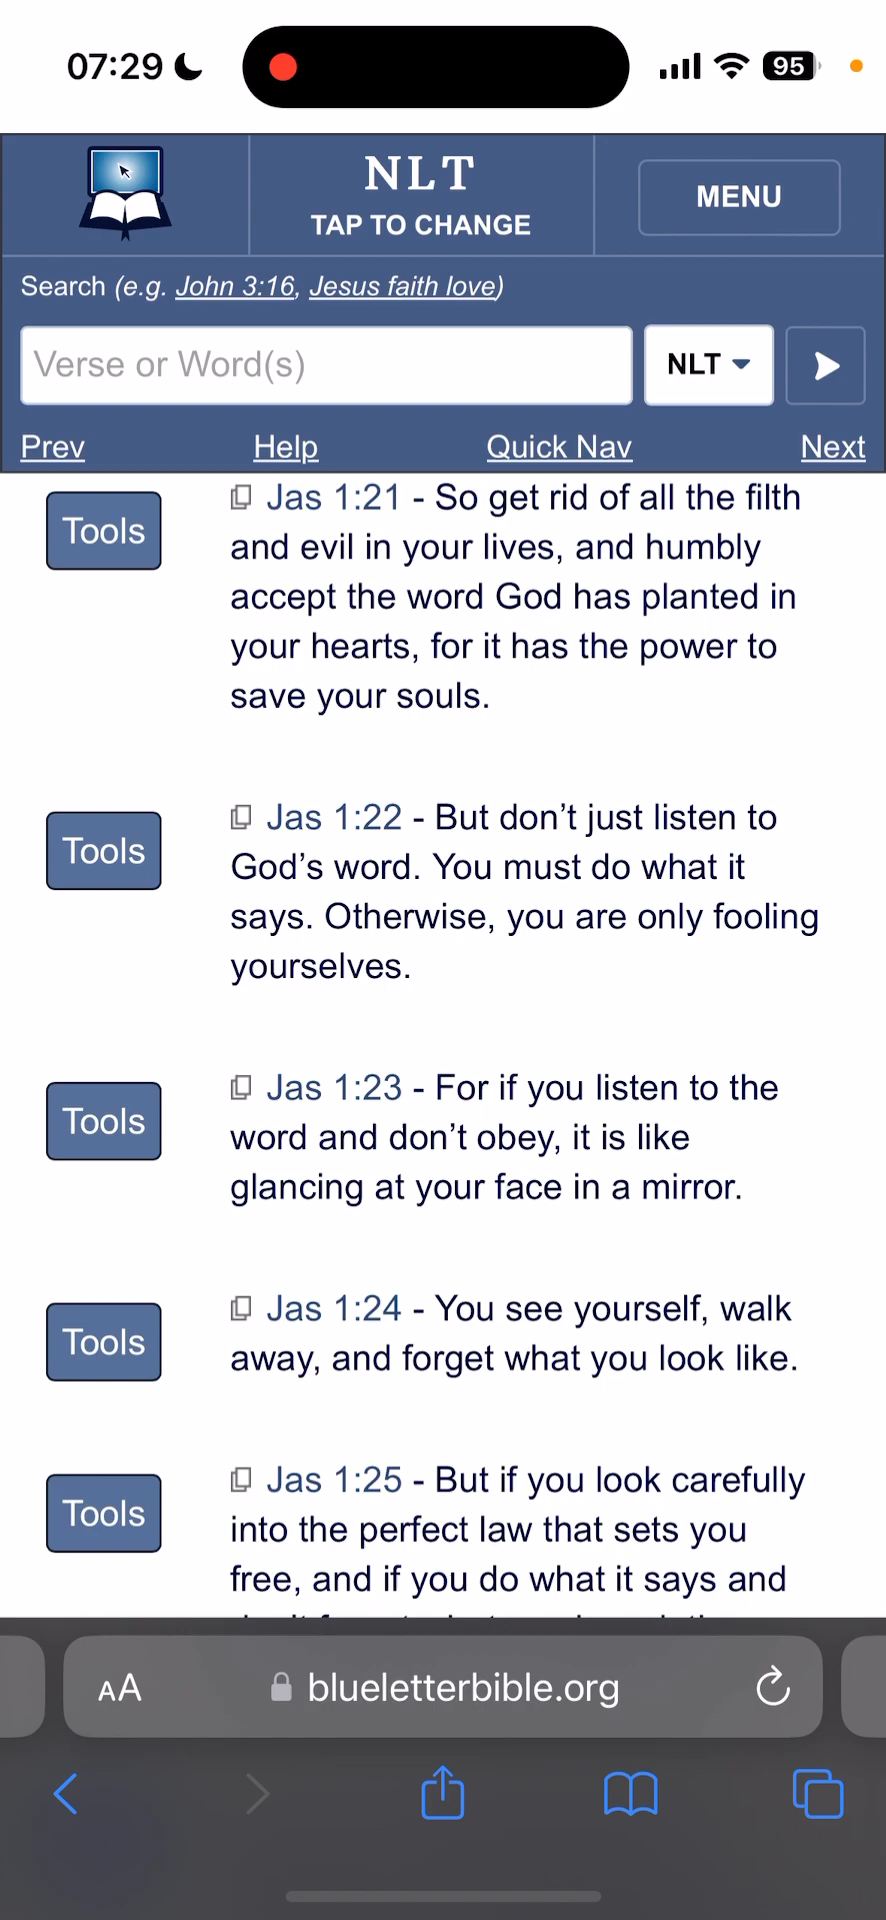 07:29
95
NLT
TAP TO CHANGE
MENU
Search (e.g. John 3:16, Jesus faith love)
Verse or Word(s)
NLT
Prev
Help
Quick Nav
Next
Tools
Jas 1:21 - So get rid of all the filth
and evil in your lives, and humbly
accept the word God has planted in
your hearts, for it has the power to
save your souls.
Tools
Jas 1:22 - But don’t just listen to
God’s word. You must do what it
says. Otherwise, you are only fooling
yourselves.
Tools
Jas 1:23 - For if you listen to the
word and don’t obey, it is like
glancing at your face in a mirror.
Tools
Jas 1:24 - You see yourself, walk
away, and forget what you look like.
Tools
Jas 1:25 - But if you look carefully
into the perfect law that sets you
free, and if you do what it says and
AA
blueletterbible.org